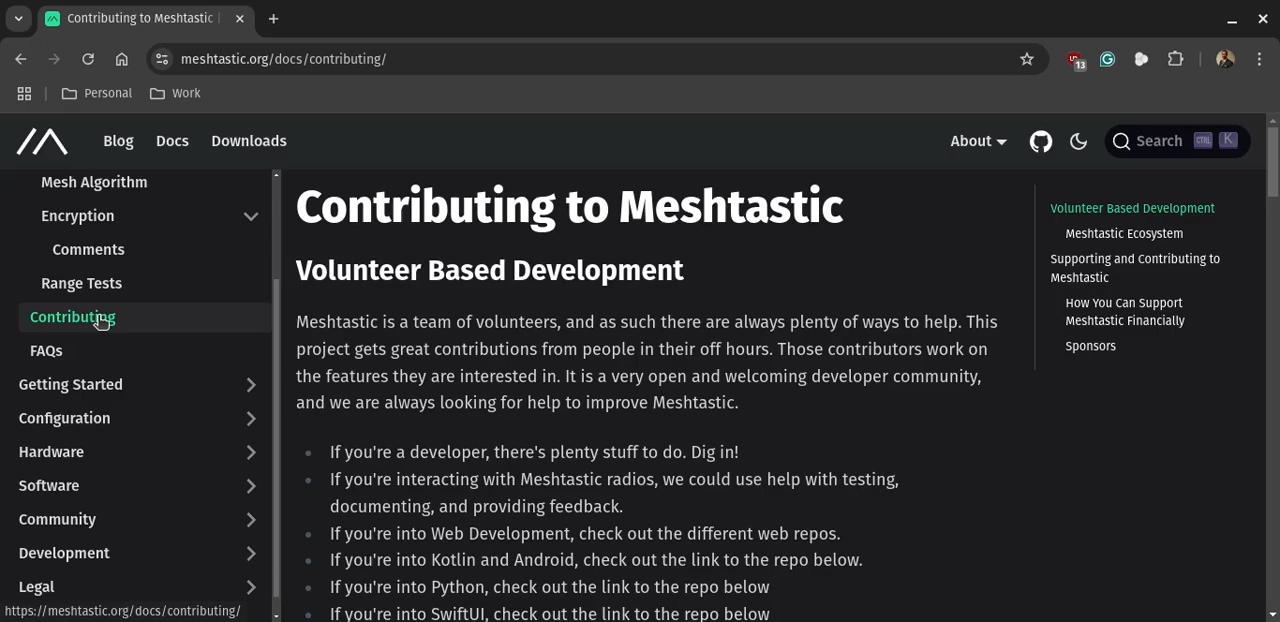 Contributing to Meshtastic |
meshtastic.org/docs/contributing/
13
Personal
Work
Blog
Docs
Downloads
About
Search CTRL K
Mesh Algorithm
Encryption
Comments
Range Tests
Contributing
FAQs
Getting Started
Configuration
Hardware
Software
Community
Development
Legal
https://meshtastic.org/docs/contributing/
Contributing to Meshtastic
Volunteer Based Development
Meshtastic is a team of volunteers, and as such there are always plenty of ways to help. This
project gets great contributions from people in their off hours. Those contributors work on
the features they are interested in. It is a very open and welcoming developer community,
and we are always looking for help to improve Meshtastic.
If you're a developer, there's plenty stuff to do. Dig in!
If you're interacting with Meshtastic radios, we could use help with testing,
documenting, and providing feedback.
If you're into Web Development, check out the different web repos.
If you're into Kotlin and Android, check out the link to the repo below.
If you're into Python, check out the link to the repo below
If you're into SwiftUI, check out the link to the repo below
Volunteer Based Development
Meshtastic Ecosystem
Supporting and Contributing to
Meshtastic
How You Can Support
Meshtastic Financially
Sponsors